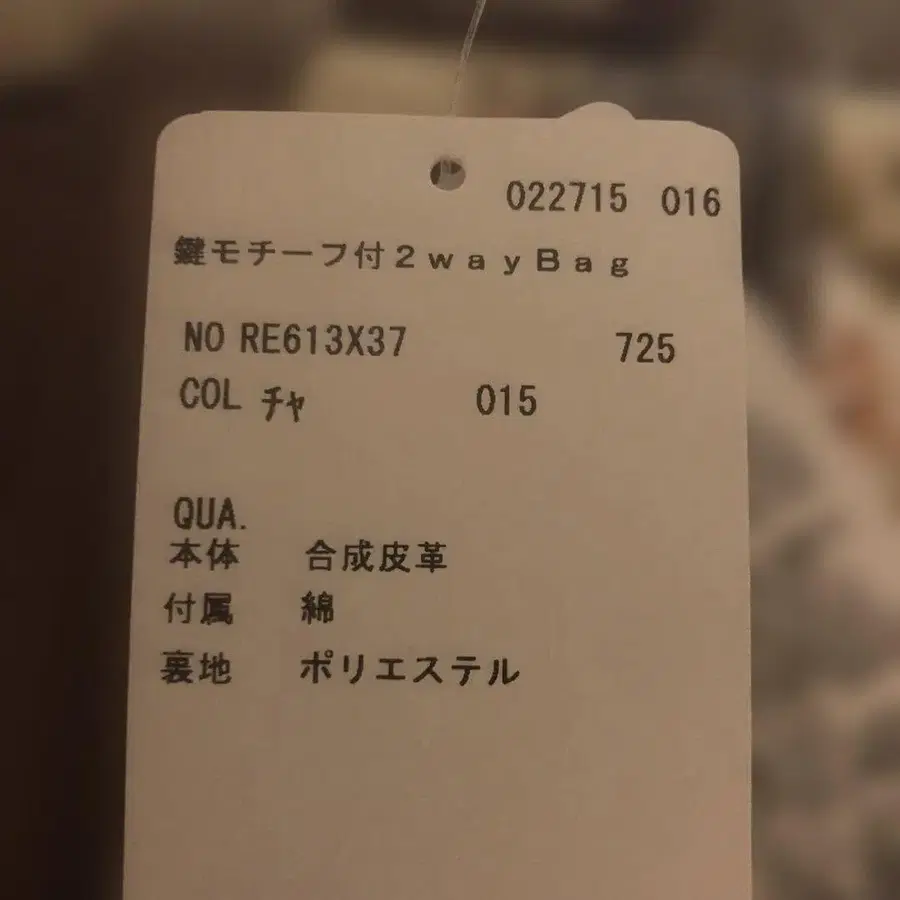 022715 016
鍵モチーフ付２ｗａｙＢａｇ
NO RE613X37 725
COL ﾁｬ 015
QUA.
本体 合成皮革
付属 綿
裏地 ポリエステル